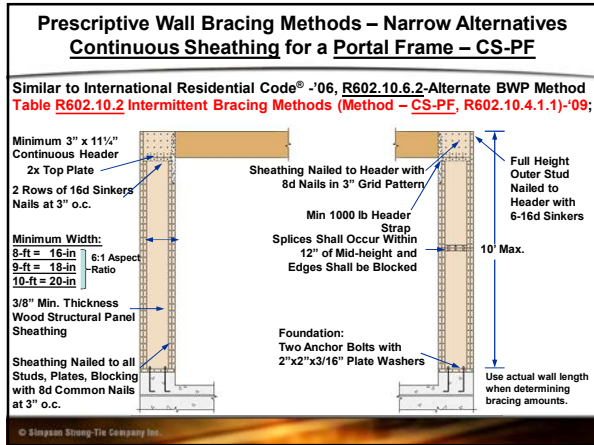 Prescriptive Wall Bracing Methods – Narrow Alternatives
Continuous Sheathing for a Portal Frame – CS-PF
Similar to International Residential Code® -'06, R602.10.6.2-Alternate BWP Method
Table R602.10.2 Intermittent Bracing Methods (Method – CS-PF, R602.10.4.1.1)-'09;
Minimum 3" x 11¼"
Continuous Header
2x Top Plate
2 Rows of 16d Sinkers
Nails at 3" o.c.
Minimum Width:
8-ft = 16-in
9-ft = 18-in
10-ft = 20-in
6:1 Aspect
Ratio
3/8" Min. Thickness
Wood Structural Panel
Sheathing
Sheathing Nailed to all
Studs, Plates, Blocking
with 8d Common Nails
at 3" o.c.
Sheathing Nailed to Header with
8d Nails in 3" Grid Pattern
Min 1000 lb Header
Strap
Splices Shall Occur Within
12" of Mid-height and
Edges Shall be Blocked
Foundation:
Two Anchor Bolts with
2"x2"x3/16" Plate Washers
Full Height
Outer Stud
Nailed to
Header with
6-16d Sinkers
10' Max.
Use actual wall length
when determining
bracing amounts.
© Simpson Strong-Tie Company Inc.